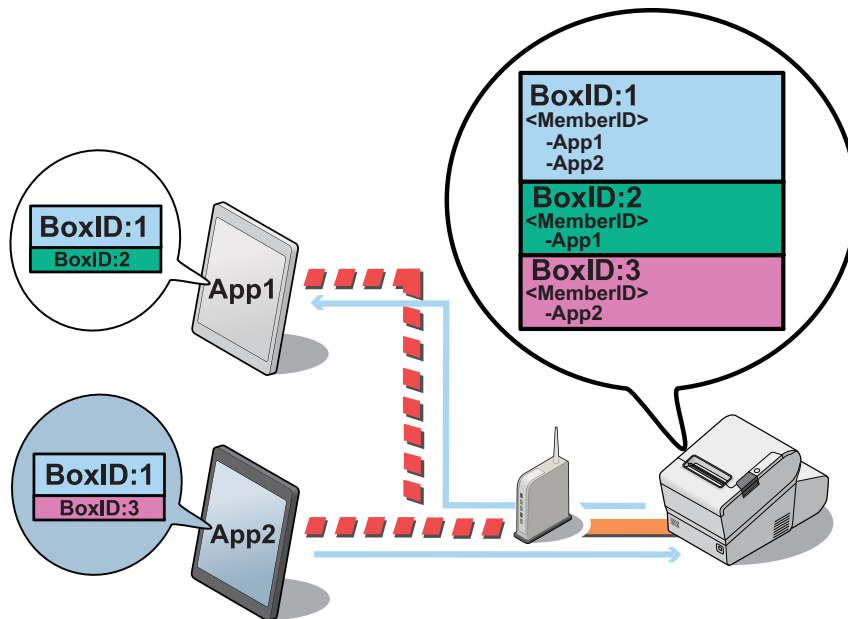 BoxID:1
<MemberID>
-App1
-App2
BoxID:2
<MemberID>
-App1
BoxID:3
<MemberID>
-App2
BoxID:1
BoxID:2
App1
BoxID:1
BoxID:3
App2